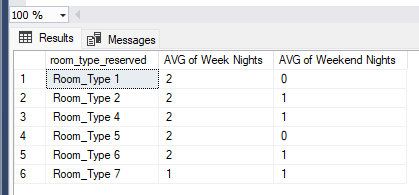 100 %
Results Messages
room_type_reserved AVG of Week Nights AVG of Weekend Nights
1 Room_Type 1 2 0
2 Room_Type 2 2 1
3 Room_Type 4 2 1
4 Room_Type 5 2 0
5 Room_Type 6 2 1
6 Room_Type 7 1 1